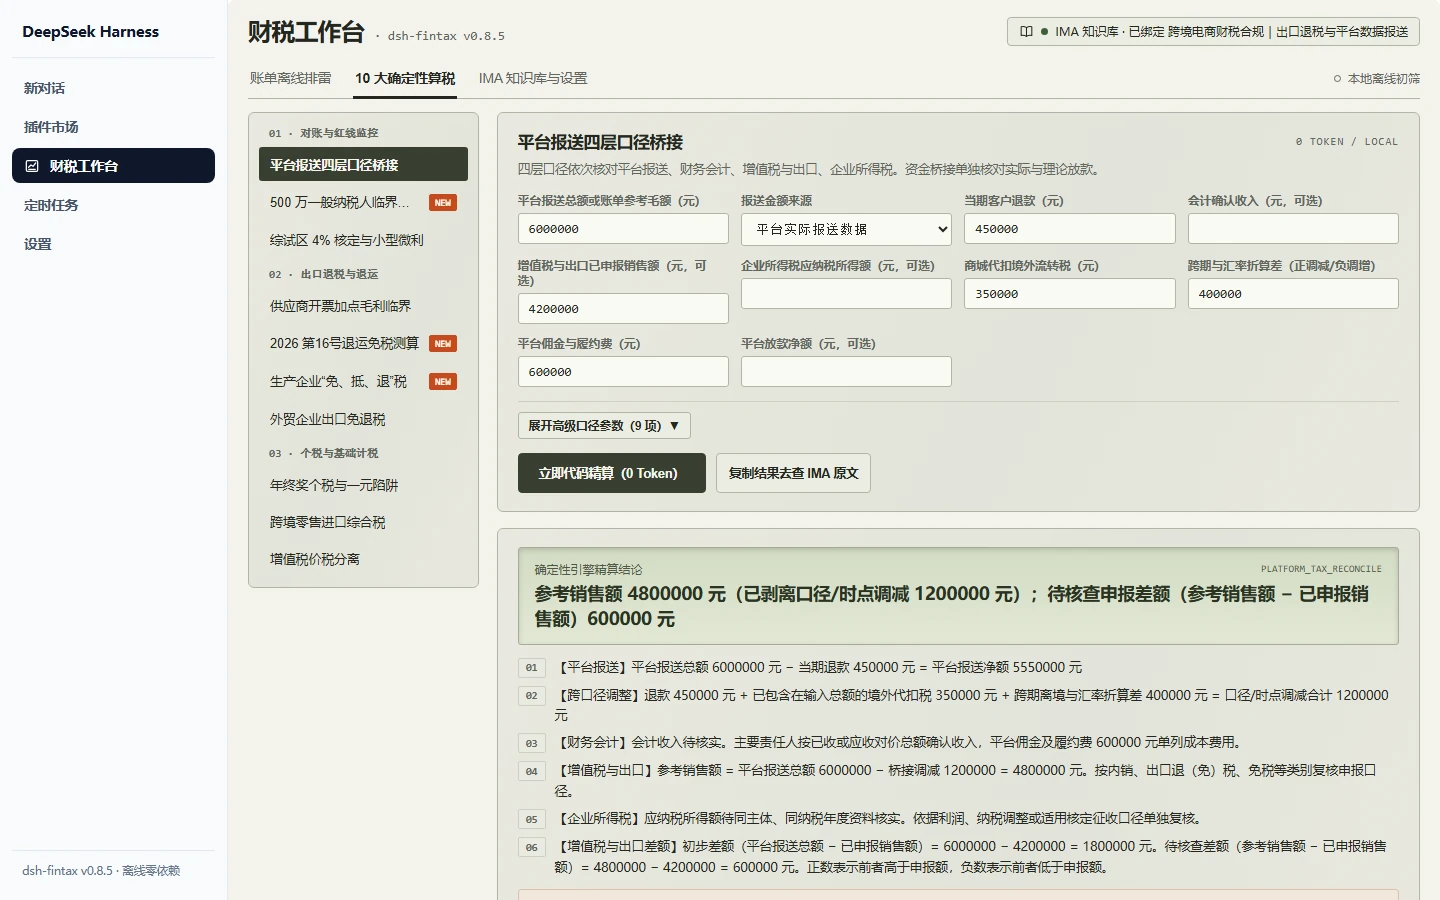 DeepSeek Harness
新对话
插件市场
财税工作台
定时任务
设置
dsh-fintax v0.8.5 · 离线零依赖
财税工作台 · dsh-fintax v0.8.5
IMA 知识库 · 已绑定 跨境电商财税合规 | 出口退税与平台数据报送
账单离线排雷
10 大确定性算税
IMA 知识库与设置
本地离线初筛
01 · 对账与红线监控
平台报送四层口径桥接
500 万一般纳税人临界... NEW
综试区 4% 核定与小型微利
02 · 出口退税与退运
供应商开票加点毛利临界
2026 第16号退运免税测算 NEW
生产企业“免、抵、退”税 NEW
外贸企业出口免退税
03 · 个税与基础计税
年终奖个税与一元陷阱
跨境零售进口综合税
增值税价税分离
平台报送四层口径桥接
0 TOKEN / LOCAL
四层口径依次核对平台报送、财务会计、增值税与出口、企业所得税。资金桥接单独核对实际与理论放款。
平台报送总额或账单参考毛额（元）
6000000
报送金额来源
平台实际报送数据
当期客户退款（元）
450000
会计确认收入（元，可选）
增值税与出口已申报销售额（元，可
选）
4200000
企业所得税应纳税所得额（元，可选）
商城代扣境外流转税（元）
350000
跨期与汇率折算差（正调减/负调增）
400000
平台佣金与履约费（元）
600000
平台放款净额（元，可选）
展开高级口径参数（9 项）▼
立即代码精算（0 Token）
复制结果去查 IMA 原文
确定性引擎精算结论
PLATFORM_TAX_RECONCILE
参考销售额 4800000 元（已剥离口径/时点调减 1200000 元）；待核查申报差额（参考销售额 − 已申报销
售额）600000 元
01 【平台报送】平台报送总额 6000000 元 − 当期退款 450000 元 = 平台报送净额 5550000 元
02 【跨口径调整】退款 450000 元 + 已包含在输入总额的境外代扣税 350000 元 + 跨期离境与汇率折算差 400000 元 = 口径/时点调减合计 1200000
元
03 【财务会计】会计收入待核实。主要责任人按已收或应收对价总额确认收入，平台佣金及履约费 600000 元单列成本费用。
04 【增值税与出口】参考销售额 = 平台报送总额 6000000 − 桥接调减 1200000 = 4800000 元。按内销、出口退（免）税、免税等类别复核申报口
径。
05 【企业所得税】应纳税所得额待同主体、同纳税年度资料核实。依据利润、纳税调整或适用核定征收口径单独复核。
06 【增值税与出口差额】初步差额（平台报送总额 − 已申报销售额）= 6000000 − 4200000 = 1800000 元。待核查差额（参考销售额 − 已申报销售
额）= 4800000 − 4200000 = 600000 元。正数表示前者高于申报额，负数表示前者低于申报额。